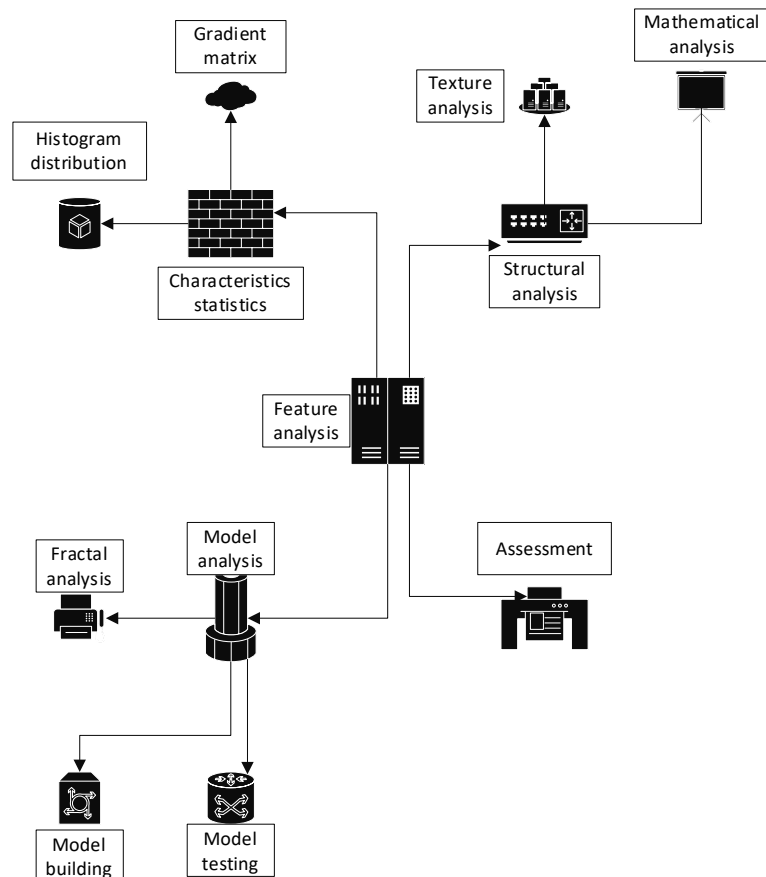 Gradient
matrix
Mathematical
analysis
Texture
analysis
Histogram
distribution
Characteristics
statistics
Structural
analysis
Feature
analysis
Model
analysis
Fractal
analysis
Assessment
Model
building
Model
testing